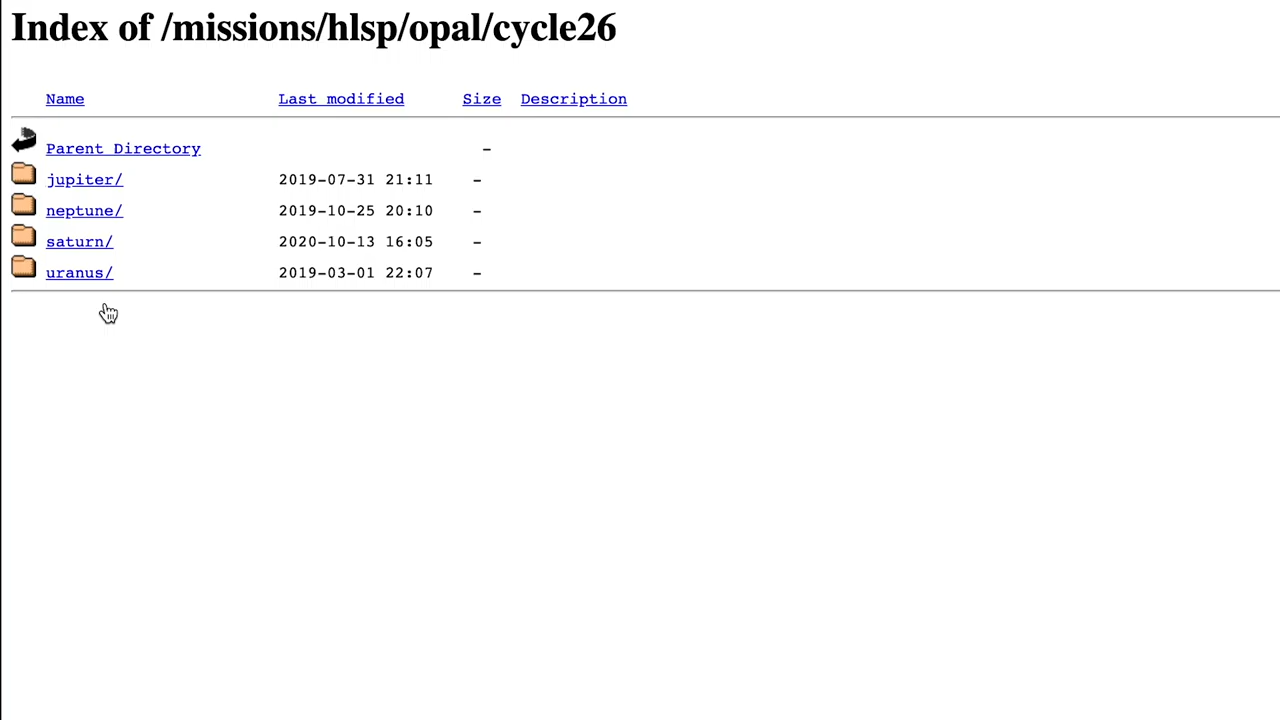 Index of /missions/hlsp/opal/cycle26
Name Last modified Size Description
Parent Directory -
jupiter/ 2019-07-31 21:11 -
neptune/ 2019-10-25 20:10 -
saturn/ 2020-10-13 16:05 -
uranus/ 2019-03-01 22:07 -